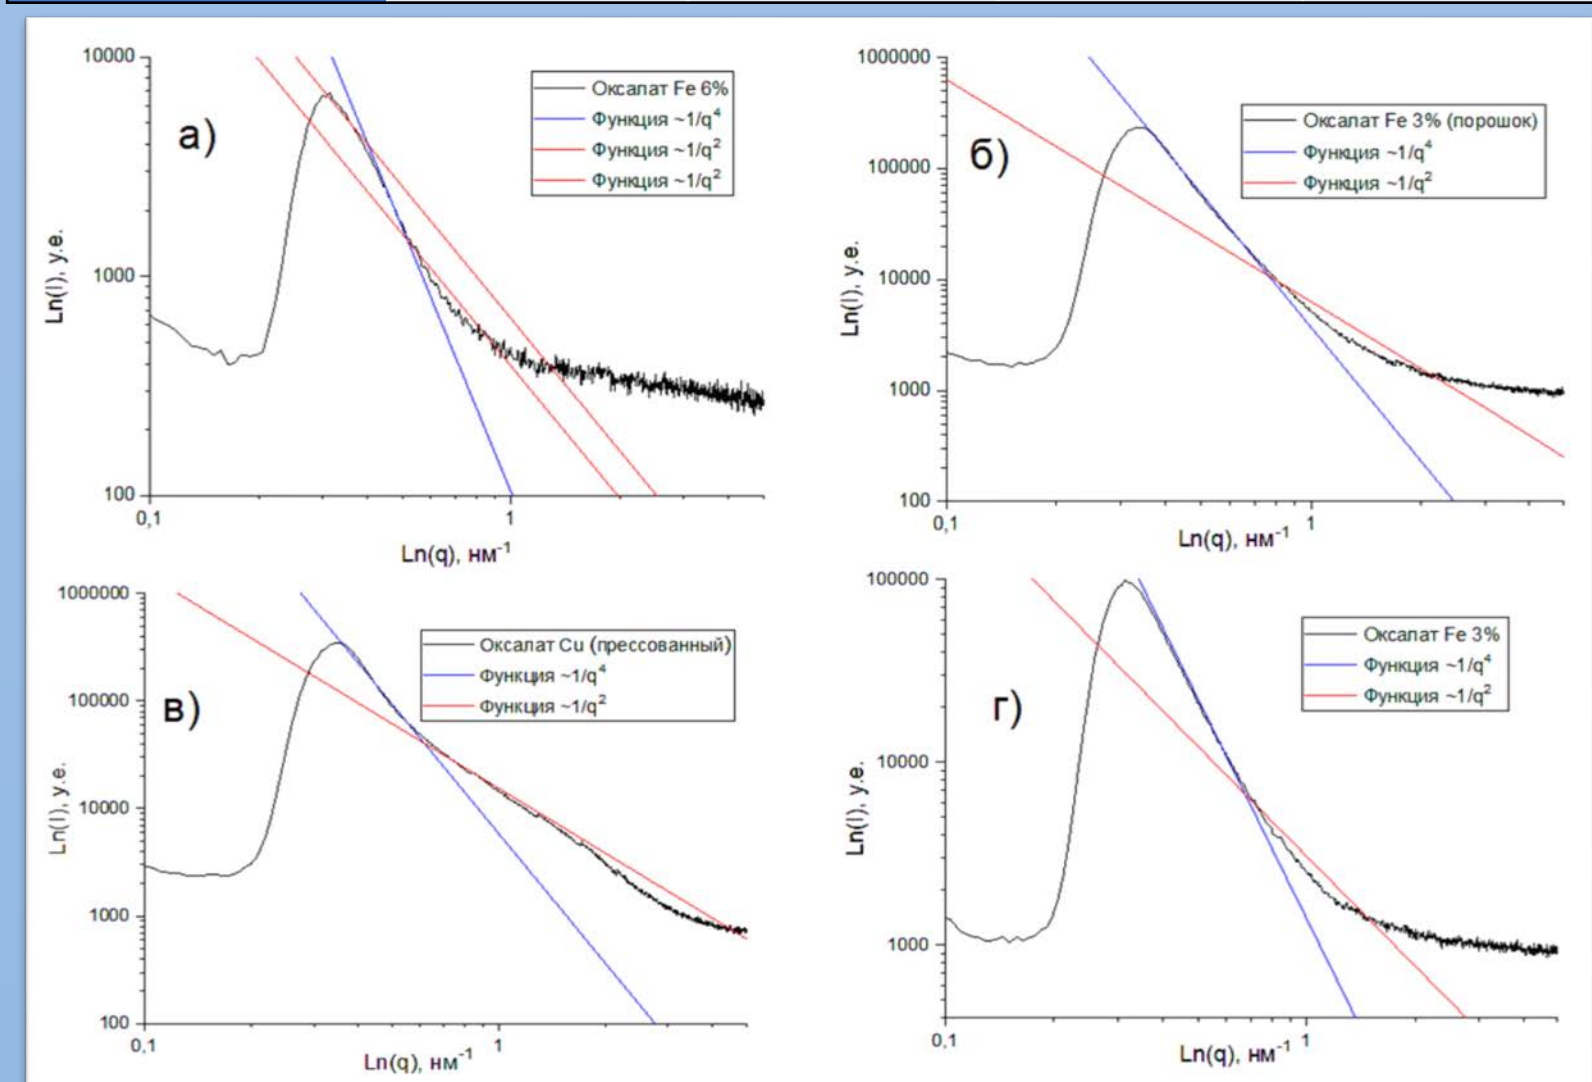 а)
10000
1000
100
0,1
1
Ln(I), у.е.
Ln(q), нм⁻¹
Оксалат Fe 6%
Функция ~1/q⁴
Функция ~1/q²
Функция ~1/q²
б)
1000000
100000
10000
1000
100
0,1
1
Ln(I), у.е.
Ln(q), нм⁻¹
Оксалат Fe 3% (порошок)
Функция ~1/q⁴
Функция ~1/q²
в)
1000000
100000
10000
1000
100
0,1
1
Ln(I), у.е.
Ln(q), нм⁻¹
Оксалат Cu (прессованный)
Функция ~1/q⁴
Функция ~1/q²
г)
100000
10000
1000
0,1
1
Ln(I), у.е.
Ln(q), нм⁻¹
Оксалат Fe 3%
Функция ~1/q⁴
Функция ~1/q²